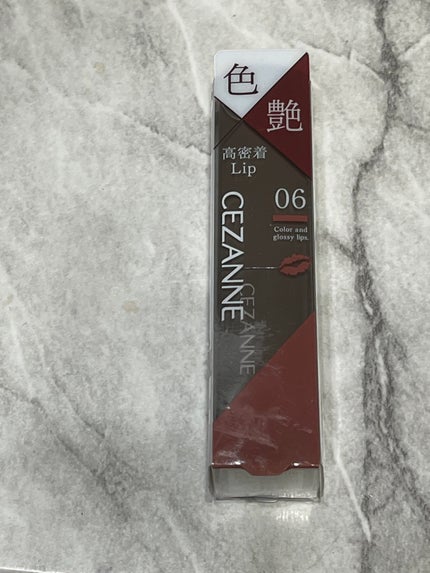 色
艶
高密着
Lip
06
Color and
glossy lips.
CEZANNE
CEZANNE